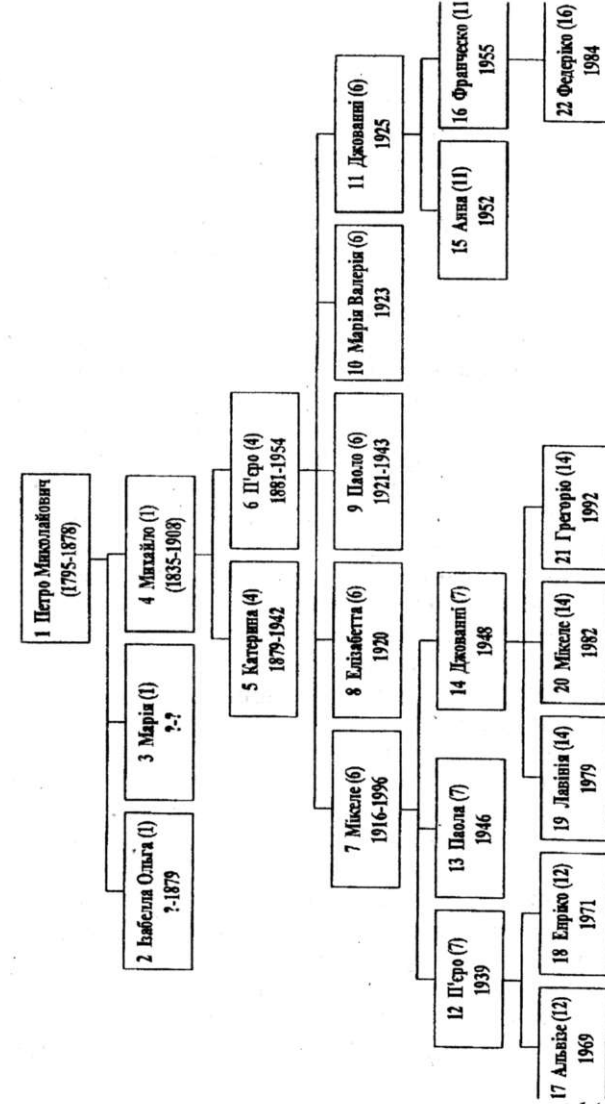 1 Петро Миколайович
(1795-1878)
2 Ізабелла Ольга (1)
?-1879
3 Марія (1)
?-?
4 Михайло (1)
(1835-1908)
5 Катерина (4)
1879-1942
6 П'єро (4)
1881-1954
7 Мікеле (6)
1916-1996
8 Елізабетта (6)
1920
9 Паоло (6)
1921-1943
10 Марія Валерія (6)
1923
11 Джованні (6)
1925
12 П'єро (7)
1939
13 Паола (7)
1946
14 Джованні (7)
1948
15 Анна (11)
1952
16 Франческо (11
1955
17 Альвізе (12)
1969
18 Енріко (12)
1971
19 Лавінія (14)
1979
20 Мікеле (14)
1982
21 Грегоріо (14)
1992
22 Федеріко (16)
1984